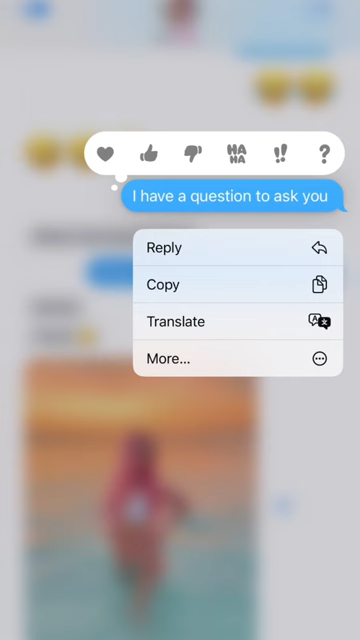 HA
HA
!!
?
I have a question to ask you
Reply
Copy
Translate
More...